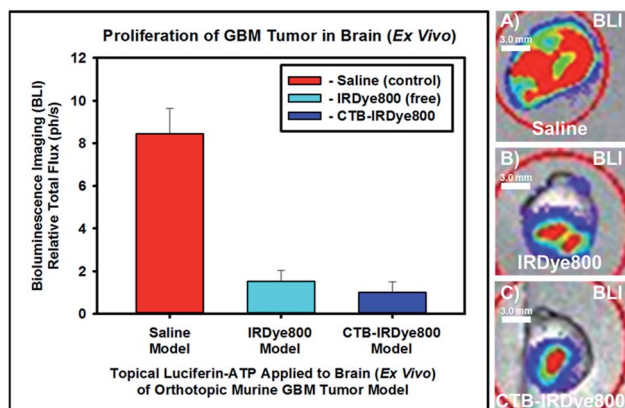 Proliferation of GBM Tumor in Brain (Ex Vivo)
Bioluminescence Imaging (BLI)
Relative Total Flux (ph/s)
12
10
8
6
4
2
0
- Saline (control)
- IRDye800 (free)
- CTB-IRDye800
Saline
Model
IRDye800
Model
CTB-IRDye800
Model
Topical Luciferin-ATP Applied to Brain (Ex Vivo)
of Orthotopic Murine GBM Tumor Model
A) BLI
3.0 mm
Saline
B) BLI
3.0 mm
IRDye800
C) BLI
3.0 mm
CTB-IRDye800